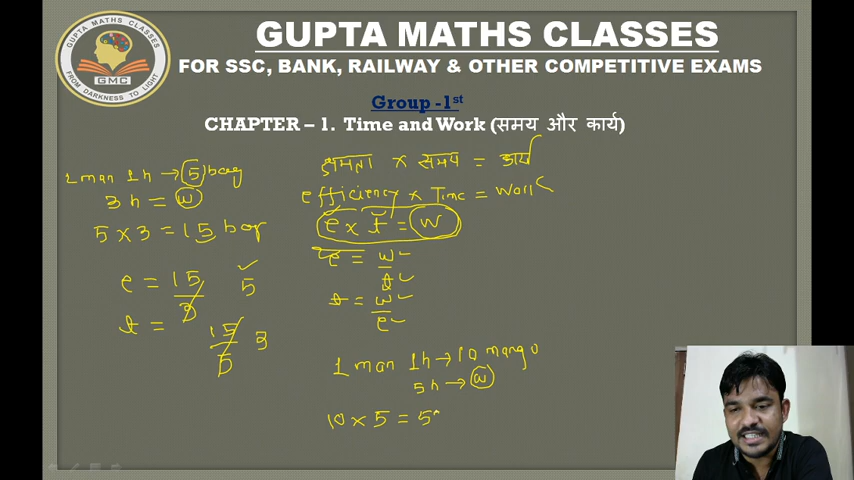 GUPTA MATHS CLASSES
FROM DARKNESS TO LIGHT
GMC
GUPTA MATHS CLASSES
FOR SSC, BANK, RAILWAY & OTHER COMPETITIVE EXAMS
Group -1st
CHAPTER – 1. Time and Work (समय और कार्य)
1 man 1h → 5 bag
3 h = w
5 x 3 = 15 bag
e = 15/3 5
t = 15/5 3
क्षमता x समय = कार्य
efficiency x Time = Work
e x t = w
e = w/t
t = w/e
1 man 1h → 10 mango
5h → w
10 x 5 = 5